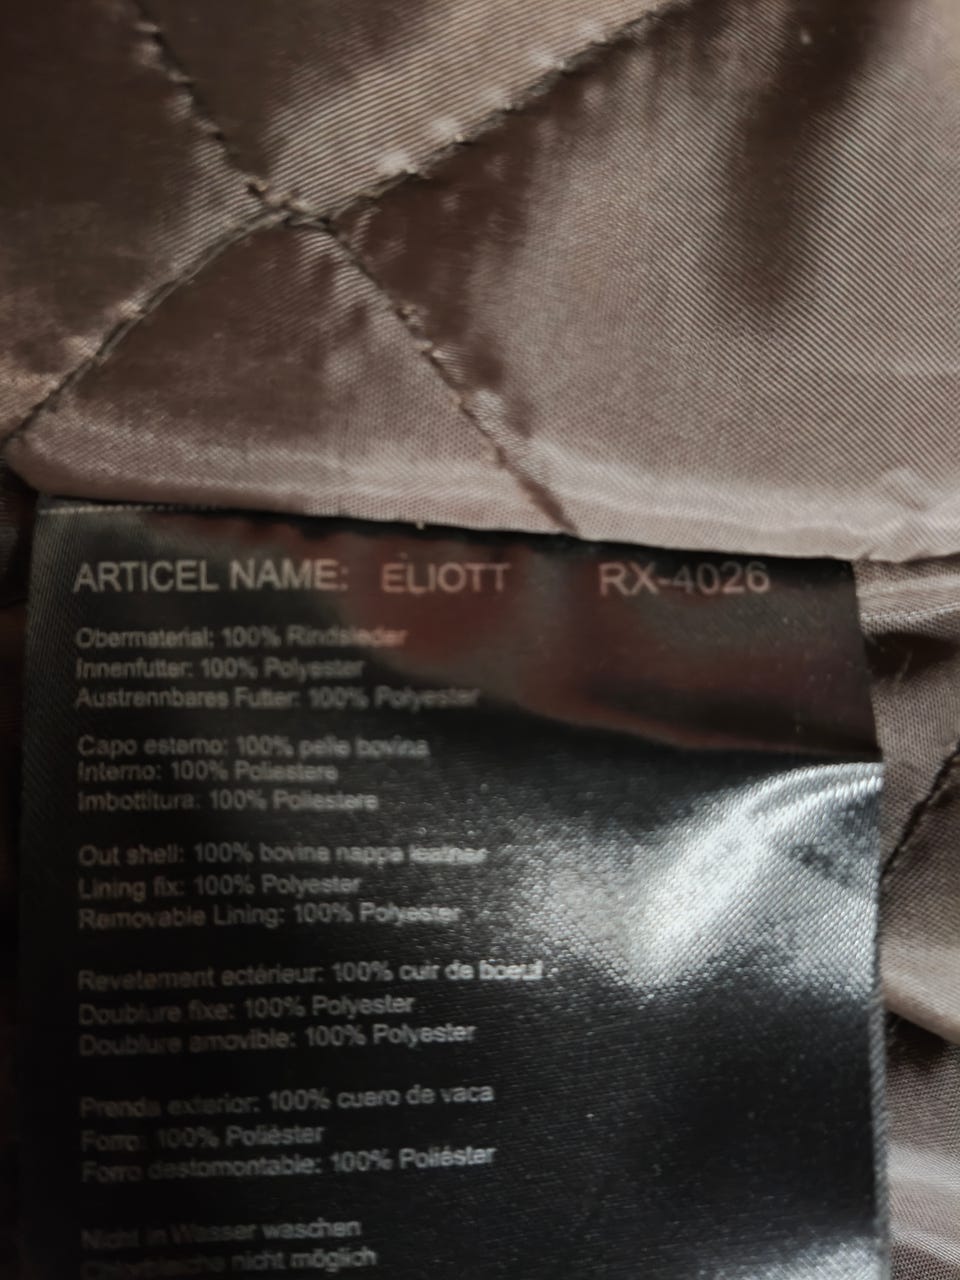 ARTICEL NAME: ELIOTT RX-4026
Obermaterial: 100% Rindsleder
Innenfutter: 100% Polyester
Austrennbares Futter: 100% Polyester
Capo esterno: 100% pelle bovina
Interno: 100% Poliestere
Imbottitura: 100% Poliestere
Out shell: 100% bovine nappa leather
Lining fix: 100% Polyester
Removable Lining: 100% Polyester
Revetement ectérieur: 100% cuir de boeuf
Doublure fixe: 100% Polyester
Doublure amovible: 100% Polyester
Prenda exterior: 100% cuero de vaca
Forro: 100% Poliéster
Forro destomontable: 100% Poliéster
Nicht in Wasser waschen
Chlorbleiche nicht möglich